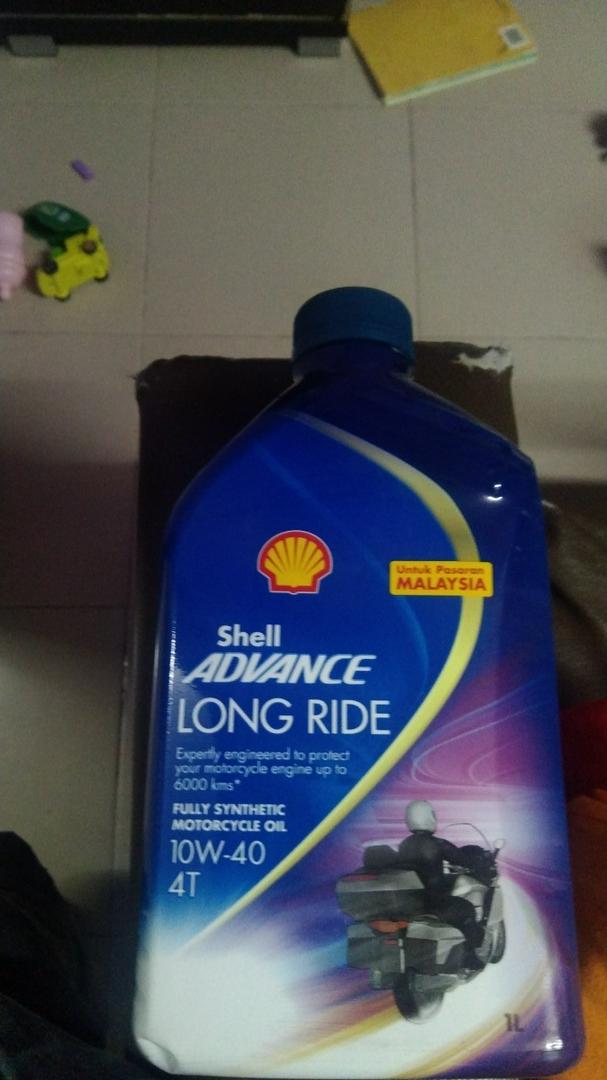 Untuk Pasaran
MALAYSIA
Shell
ADVANCE
LONG RIDE
Expertly engineered to protect
your motorcycle engine up to
6000 kms*
FULLY SYNTHETIC
MOTORCYCLE OIL
10W-40
4T
1L